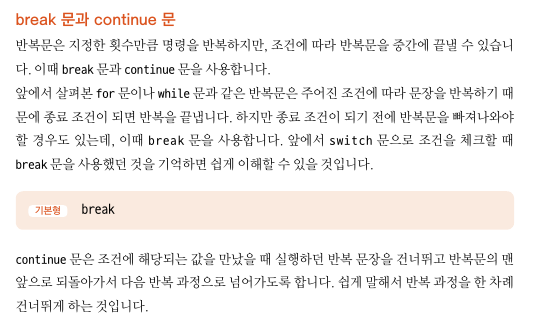 break 문과 continue 문
반복문은 지정한 횟수만큼 명령을 반복하지만, 조건에 따라 반복문을 중간에 끝낼 수 있습니
다. 이때 break 문과 continue 문을 사용합니다.
앞에서 살펴본 for 문이나 while 문과 같은 반복문은 주어진 조건에 따라 문장을 반복하기 때
문에 종료 조건이 되면 반복을 끝냅니다. 하지만 종료 조건이 되기 전에 반복문을 빠져나와야
할 경우도 있는데, 이때 break 문을 사용합니다. 앞에서 switch 문으로 조건을 체크할 때
break 문을 사용했던 것을 기억하면 쉽게 이해할 수 있을 것입니다.
기본형 break
continue 문은 조건에 해당되는 값을 만났을 때 실행하던 반복 문장을 건너뛰고 반복문의 맨
앞으로 되돌아가서 다음 반복 과정으로 넘어가도록 합니다. 쉽게 말해서 반복 과정을 한 차례
건너뛰게 하는 것입니다.